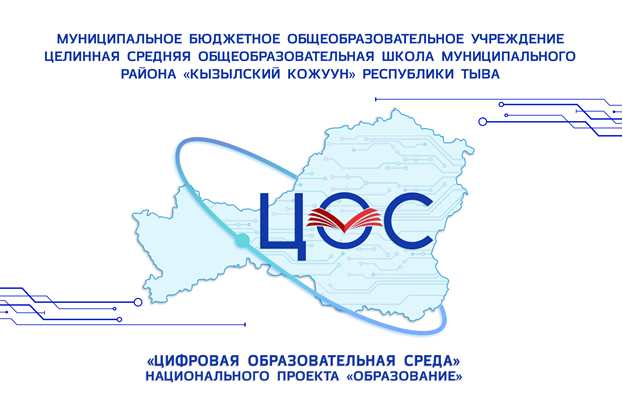 МУНИЦИПАЛЬНОЕ БЮДЖЕТНОЕ ОБЩЕОБРАЗОВАТЕЛЬНОЕ УЧРЕЖДЕНИЕ
ЦЕЛИННАЯ СРЕДНЯЯ ОБЩЕОБРАЗОВАТЕЛЬНАЯ ШКОЛА МУНИЦИПАЛЬНОГО
РАЙОНА «КЫЗЫЛСКИЙ КОЖУУН» РЕСПУБЛИКИ ТЫВА
ЦОС
«ЦИФРОВАЯ ОБРАЗОВАТЕЛЬНАЯ СРЕДА»
НАЦИОНАЛЬНОГО ПРОЕКТА «ОБРАЗОВАНИЕ»